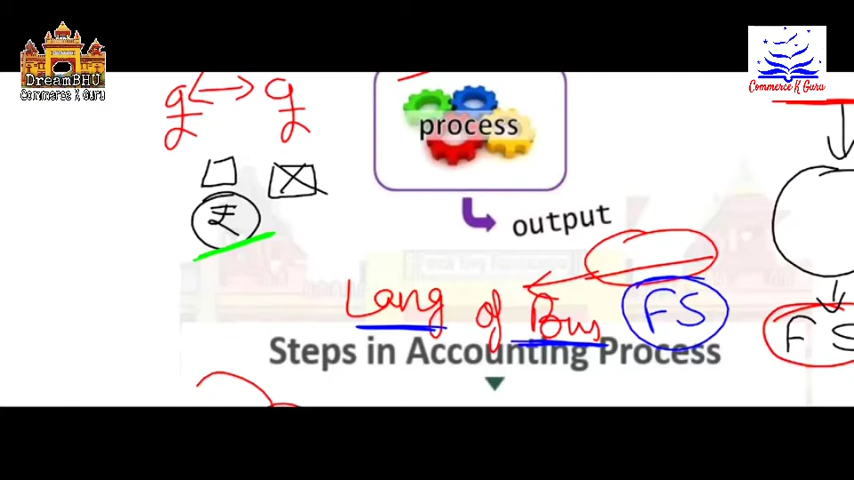 DreamBHU
Commerce K Guru
Commerce K Guru
process
₹
output
Lang of Bus
FS
FS
Steps in Accounting Process